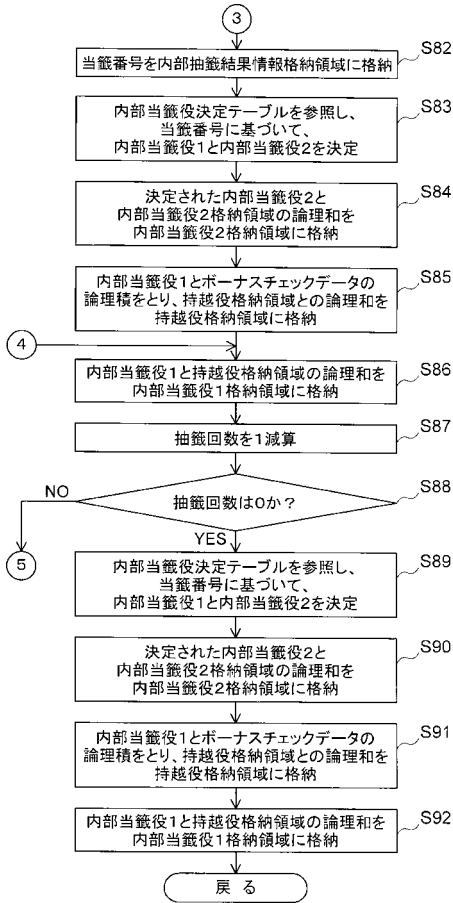 3
S82
当籤番号を内部抽籤結果情報格納領域に格納
S83
内部当籤役決定テーブルを参照し、
当籤番号に基づいて、
内部当籤役1と内部当籤役2を決定
S84
決定された内部当籤役2と
内部当籤役2格納領域の論理和を
内部当籤役2格納領域に格納
S85
内部当籤役1とボーナスチェックデータの
論理積をとり、持越役格納領域との論理和を
持越役格納領域に格納
4
S86
内部当籤役1と持越役格納領域の論理和を
内部当籤役1格納領域に格納
S87
抽籤回数を1減算
S88
抽籤回数は0か?
NO
YES
5
S89
内部当籤役決定テーブルを参照し、
当籤番号に基づいて、
内部当籤役1と内部当籤役2を決定
S90
決定された内部当籤役2と
内部当籤役2格納領域の論理和を
内部当籤役2格納領域に格納
S91
内部当籤役1とボーナスチェックデータの
論理積をとり、持越役格納領域との論理和を
持越役格納領域に格納
S92
内部当籤役1と持越役格納領域の論理和を
内部当籤役1格納領域に格納
戻る